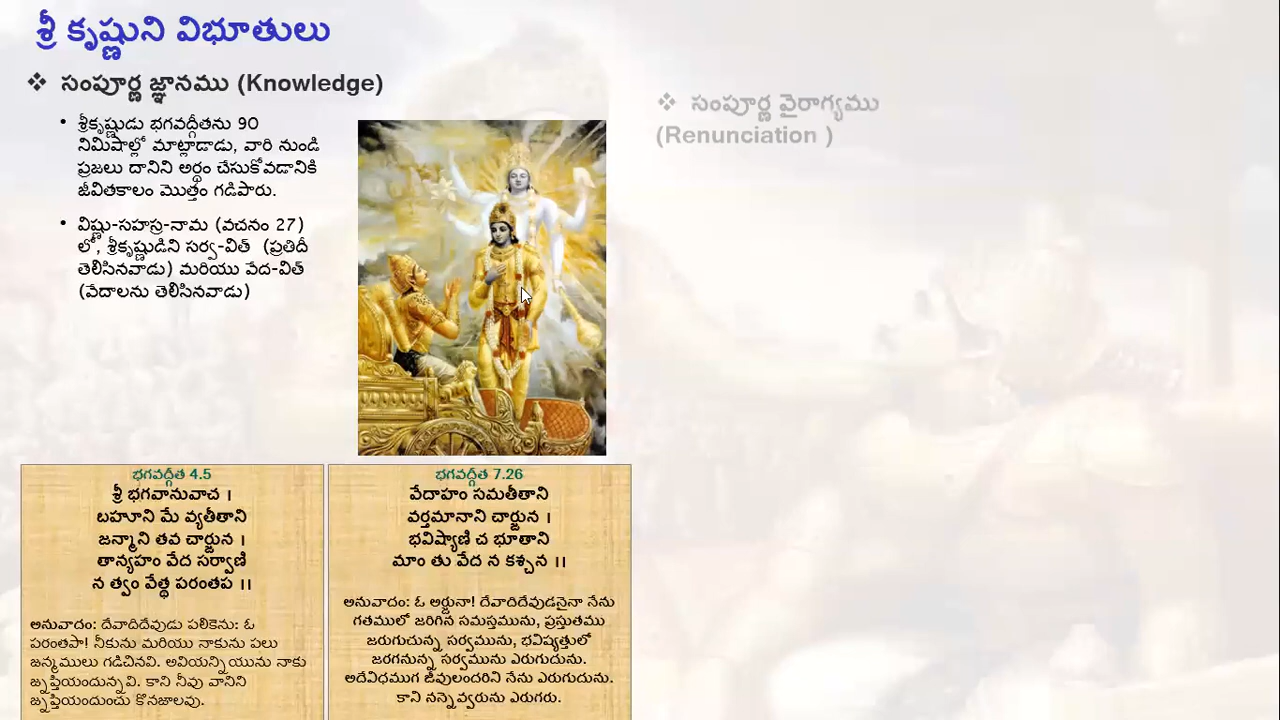 శ్రీ కృష్ణుని విభూతులు
❖ సంపూర్ణ జ్ఞానము (Knowledge)
• శ్రీకృష్ణుడు భగవద్గీతను 90
నిమిషాల్లో మాట్లాడాడు, వారి నుండి
ప్రజలు దానిని అర్థం చేసుకోవడానికి
జీవితకాలం మొత్తం గడిపారు.
• విష్ణు-సహస్ర-నామ (వచనం 27)
లో, శ్రీకృష్ణుడిని సర్వ-విత్ (ప్రతిదీ
తెలిసినవాడు) మరియు వేద-విత్
(వేదాలను తెలిసినవాడు)
❖ సంపూర్ణ వైరాగ్యము
(Renunciation )
భగవద్గీత 4.5
శ్రీ భగవానువాచ ।
బహూని మే వ్యతీతాని
జన్మాని తవ చార్జున ।
తాన్యహం వేద సర్వాణి
న త్వం వేత్థ పరంతప ।।
అనువాదం: దేవాదిదేవుడు పలికెను: ఓ
పరంతపా! నీకును మరియు నాకును పలు
జన్మములు గడిచినవి. అవియన్నియును నాకు
జ్ఞప్తియందున్నవి. కాని నీవు వానిని
జ్ఞప్తియందుంచు కొనజాలవు.
భగవద్గీత 7.26
వేదాహం సమతీతాని
వర్తమానాని చార్జున ।
భవిష్యాణి చ భూతాని
మాం తు వేద న కశ్చన ।।
అనువాదం: ఓ అర్జునా! దేవాదిదేవుడనైనా నేను
గతములో జరిగిన సమస్తమును, ప్రస్తుతము
జరుగుచున్న సర్వమును, భవిష్యత్తులో
జరగనున్న సర్వమును ఎరుగుదును.
అదేవిధముగ జీవులందరిని నేను ఎరుగుదును.
కాని నన్నెవ్వరును ఎరుగరు.